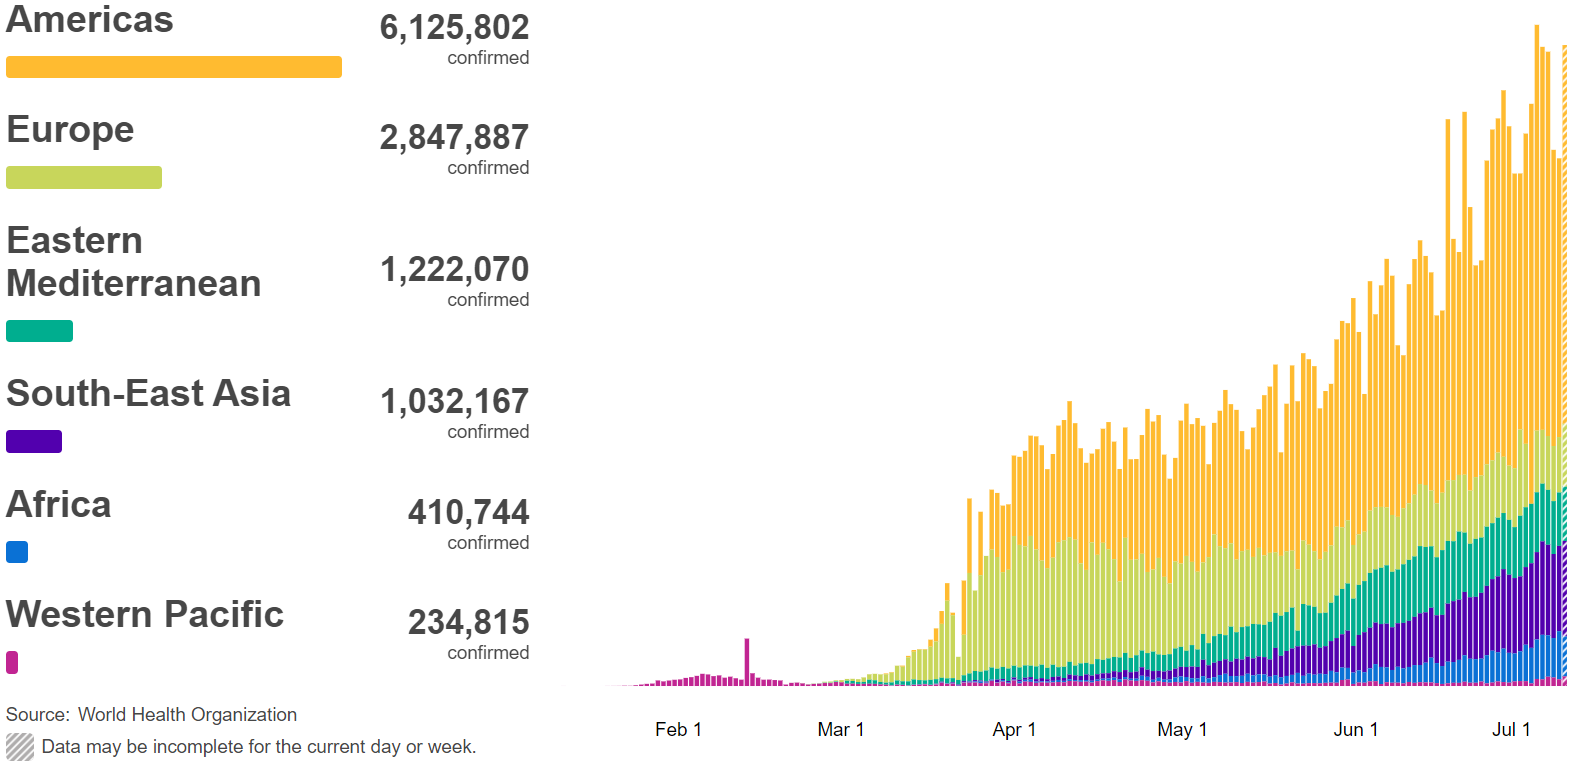 Americas
6,125,802
confirmed
Europe
2,847,887
confirmed
Eastern
Mediterranean
1,222,070
confirmed
South-East Asia
1,032,167
confirmed
Africa
410,744
confirmed
Western Pacific
234,815
confirmed
Source: World Health Organization
Data may be incomplete for the current day or week.
Feb 1
Mar 1
Apr 1
May 1
Jun 1
Jul 1